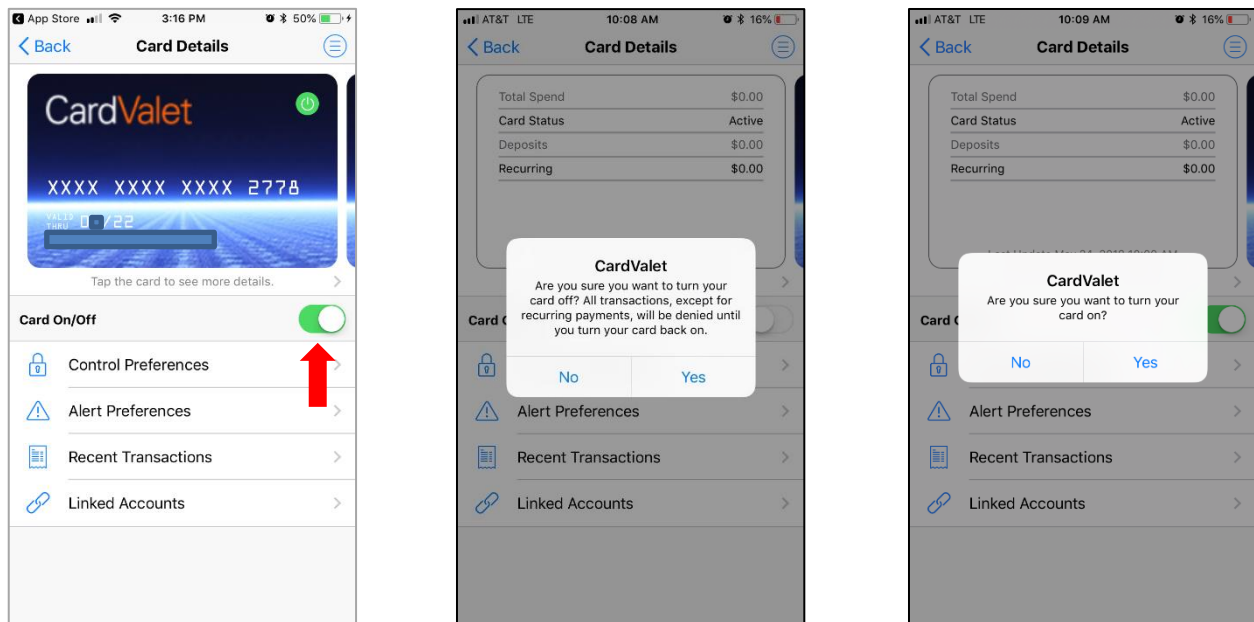 App Store 3:16 PM 50%
Back Card Details
CardValet
XXXX XXXX XXXX 2778
VALID
THRU /22
Tap the card to see more details.
Card On/Off
Control Preferences
Alert Preferences
Recent Transactions
Linked Accounts
AT&T LTE 10:08 AM 16%
Back Card Details
Total Spend $0.00
Card Status Active
Deposits $0.00
Recurring $0.00
CardValet
Are you sure you want to turn your
card off? All transactions, except for
recurring payments, will be denied until
you turn your card back on.
No Yes
Card
Alert Preferences
Recent Transactions
Linked Accounts
AT&T LTE 10:09 AM 16%
Back Card Details
Total Spend $0.00
Card Status Active
Deposits $0.00
Recurring $0.00
CardValet
Are you sure you want to turn your
card on?
No Yes
Card
Alert Preferences
Recent Transactions
Linked Accounts